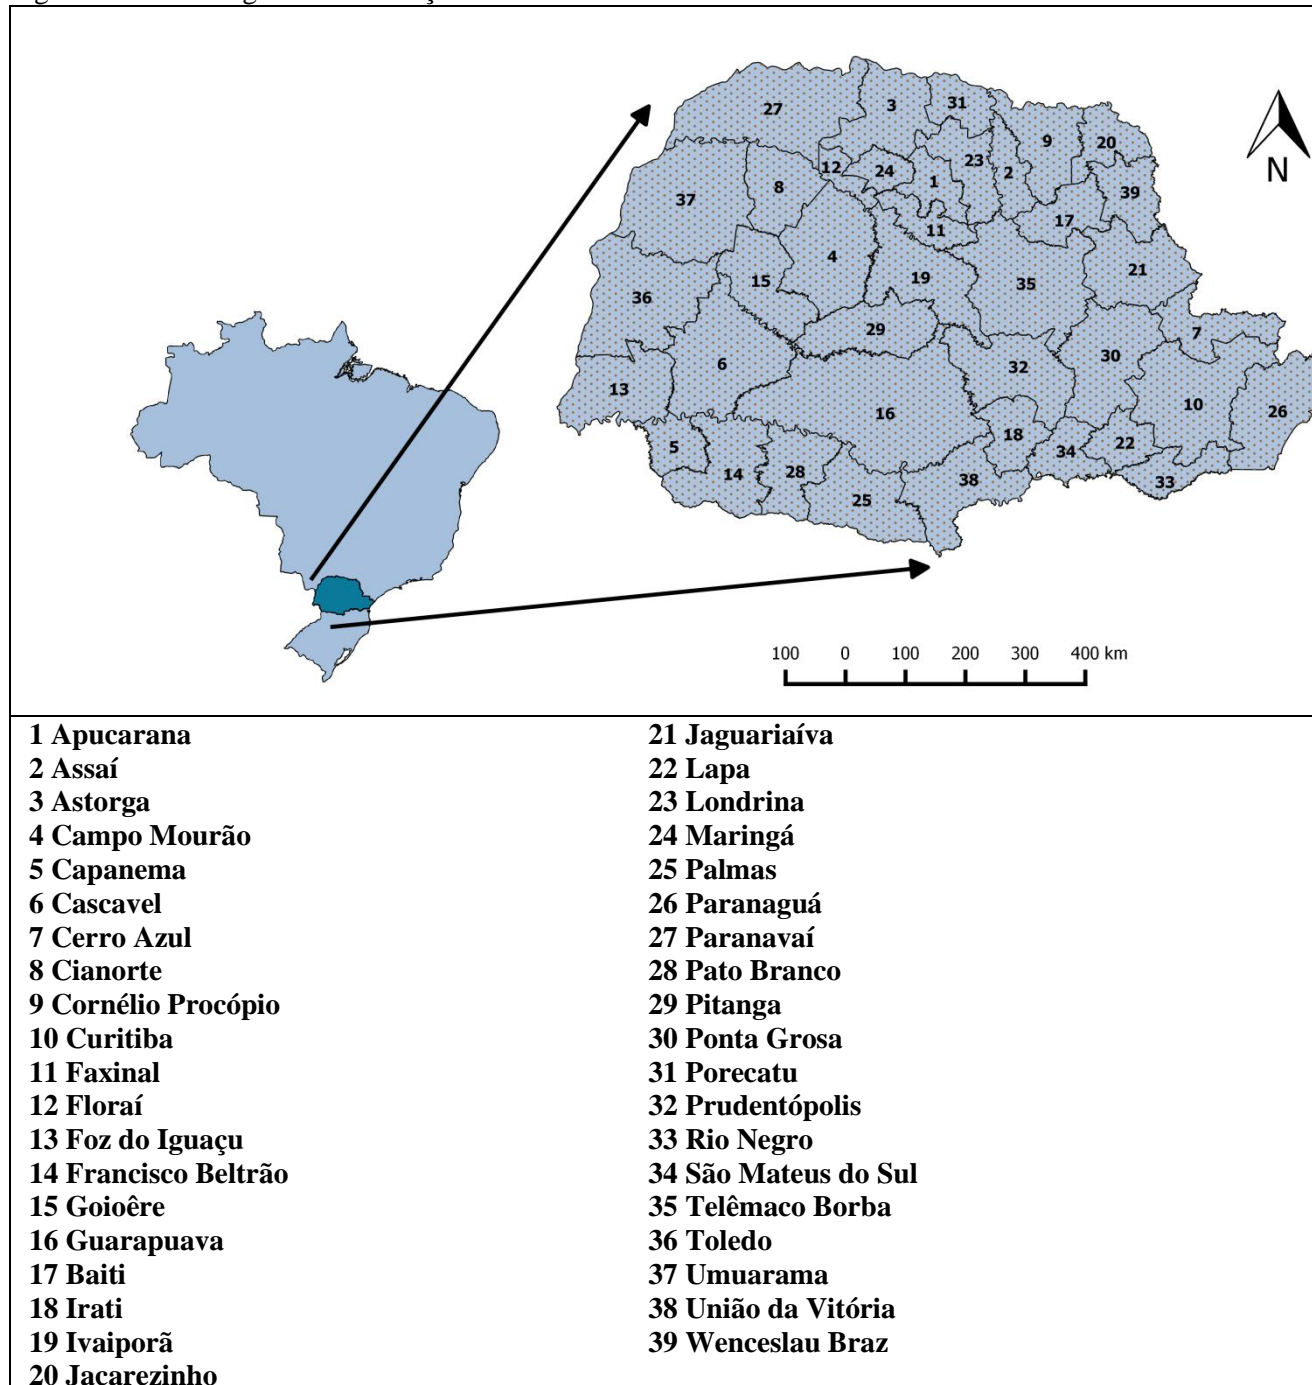 27
3
31
9
20
12
24
1
23
2
39
37
8
17
11
4
15
19
35
21
36
29
7
6
32
30
13
16
10
26
5
14
28
18
34
22
38
25
33
N
100 0 100 200 300 400 km
1 Apucarana
2 Assaí
3 Astorga
4 Campo Mourão
5 Capanema
6 Cascavel
7 Cerro Azul
8 Cianorte
9 Cornélio Procópio
10 Curitiba
11 Faxinal
12 Floraí
13 Foz do Iguaçu
14 Francisco Beltrão
15 Goioêre
16 Guarapuava
17 Baiti
18 Irati
19 Ivaiporã
20 Jacarezinho
21 Jaguariaíva
22 Lapa
23 Londrina
24 Maringá
25 Palmas
26 Paranaguá
27 Paranavaí
28 Pato Branco
29 Pitanga
30 Ponta Grosa
31 Porecatu
32 Prudentópolis
33 Rio Negro
34 São Mateus do Sul
35 Telêmaco Borba
36 Toledo
37 Umuarama
38 União da Vitória
39 Wenceslau Braz